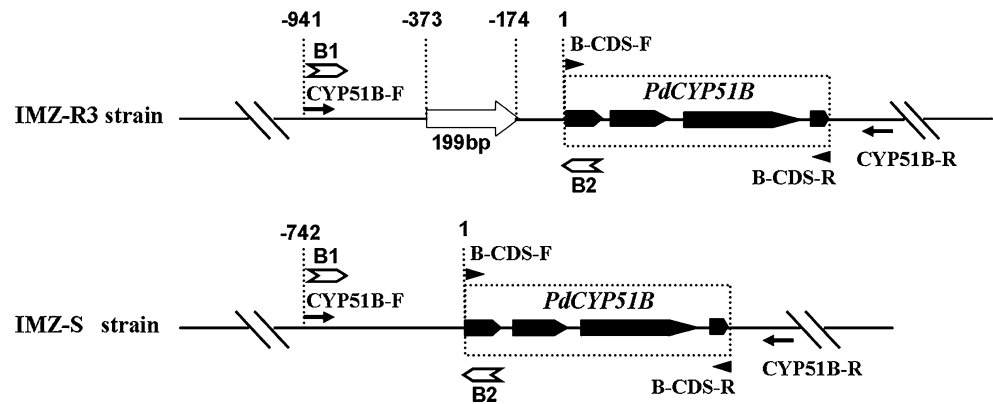 -941 -373 -174 1
B1 B-CDS-F
CYP51B-F PdCYP51B
IMZ-R3 strain
199bp
B2 B-CDS-R CYP51B-R
-742 1
B1 B-CDS-F
CYP51B-F PdCYP51B
IMZ-S strain
B2 B-CDS-R CYP51B-R